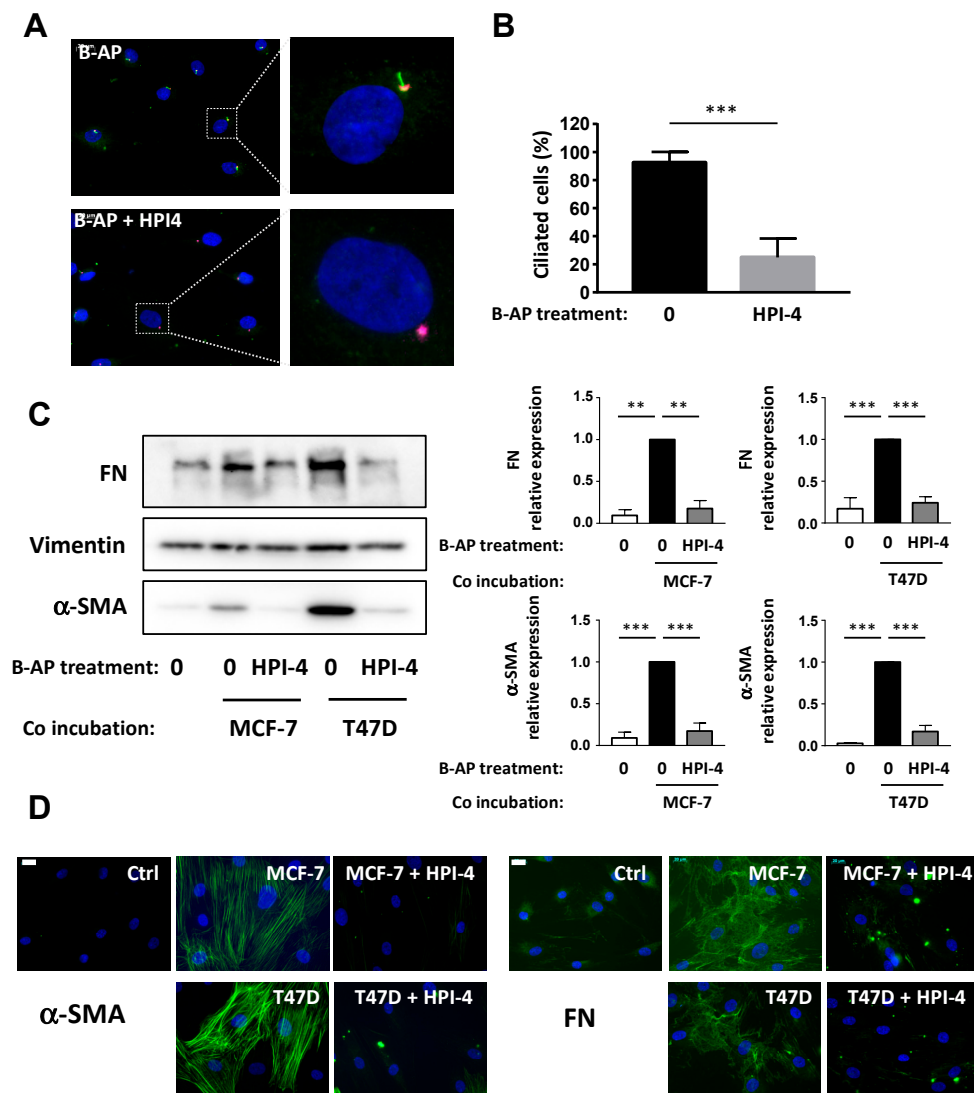 A
B-AP
B-AP + HPI4
B
***
Ciliated cells (%)
120
100
80
60
40
20
0
B-AP treatment: 0 HPI-4
C
FN
Vimentin
α-SMA
B-AP treatment: 0 0 HPI-4 0 HPI-4
Co incubation: MCF-7 T47D
FN
relative expression
1.5
1.0
0.5
0.0
** **
B-AP treatment: 0 0 HPI-4
Co incubation: MCF-7
FN
relative expression
1.5
1.0
0.5
0.0
*** ***
0 0 HPI-4
T47D
α-SMA
relative expression
1.5
1.0
0.5
0.0
*** ***
B-AP treatment: 0 0 HPI-4
Co incubation: MCF-7
α-SMA
relative expression
1.5
1.0
0.5
0.0
*** ***
0 0 HPI-4
T47D
D
Ctrl MCF-7 MCF-7 + HPI-4
α-SMA
T47D T47D + HPI-4
Ctrl MCF-7 MCF-7 + HPI-4
FN
T47D T47D + HPI-4